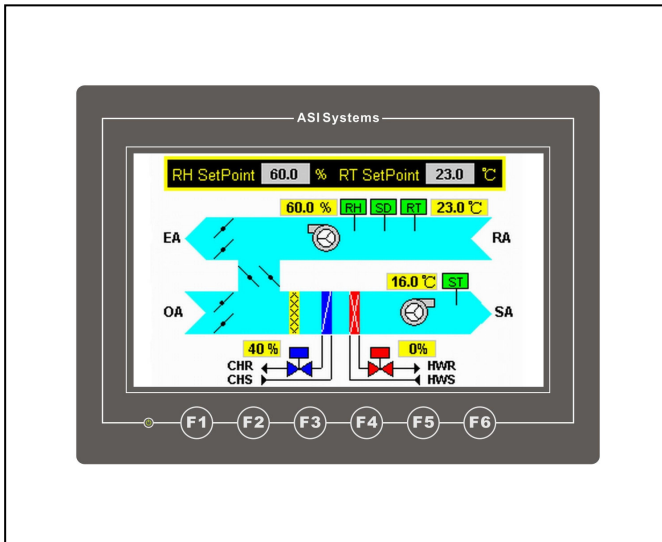 ASI Systems
RH SetPoint 60.0 % RT SetPoint 23.0 ℃
60.0 % RH SD RT 23.0 ℃
EA RA
16.0 ℃ ST
OA SA
40 % 0%
CHR HWR
CHS HWS
F1 F2 F3 F4 F5 F6